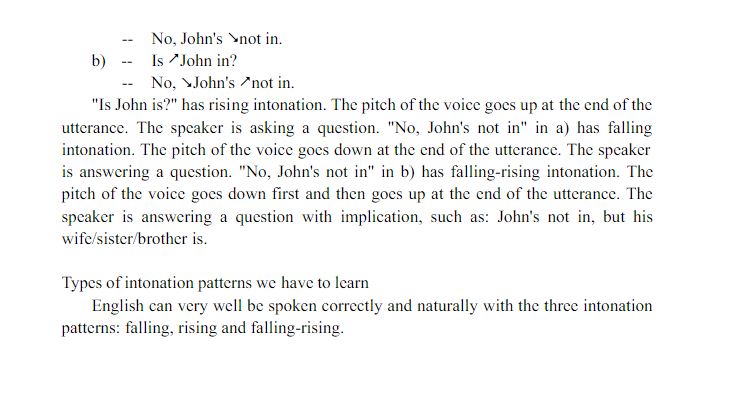 -- No, John's ↘not in.
b) -- Is ↗John in?
-- No, ↘John's ↗not in.
"Is John is?" has rising intonation. The pitch of the voice goes up at the end of the
utterance. The speaker is asking a question. "No, John's not in" in a) has falling
intonation. The pitch of the voice goes down at the end of the utterance. The speaker
is answering a question. "No, John's not in" in b) has falling-rising intonation. The
pitch of the voice goes down first and then goes up at the end of the utterance. The
speaker is answering a question with implication, such as: John's not in, but his
wife/sister/brother is.
Types of intonation patterns we have to learn
English can very well be spoken correctly and naturally with the three intonation
patterns: falling, rising and falling-rising.